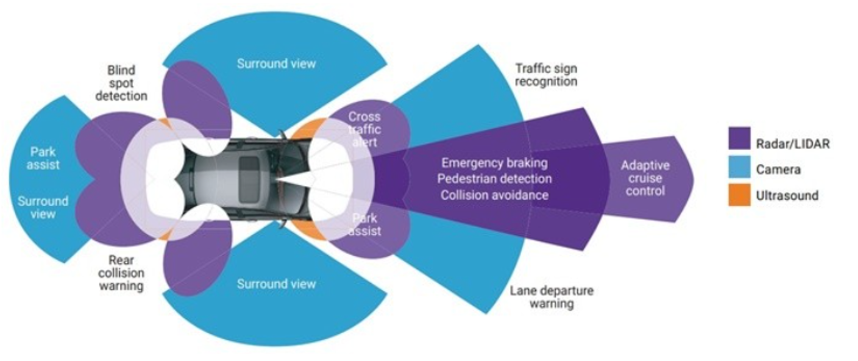 Surround view
Blind
spot
detection
Traffic sign
recognition
Cross
traffic
alert
Park
assist
Surround
view
Emergency braking
Pedestrian detection
Collision avoidance
Adaptive
cruise
control
Radar/LIDAR
Camera
Ultrasound
Park
assist
Rear
collision
warning
Surround view
Lane departure
warning